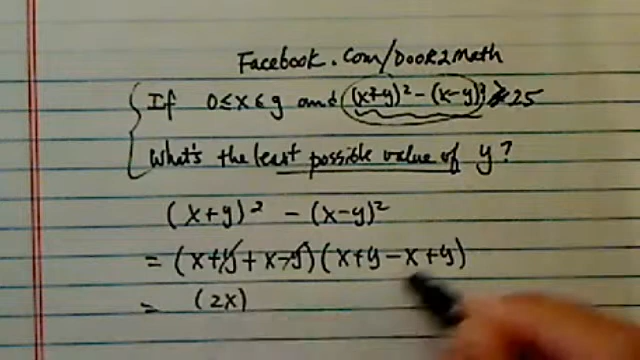 Facebook.com/Door2Math
If 0≤x≤y and (x+y)² - (x-y)² ≥ 25
What's the least possible value of y?
(x+y)² - (x-y)²
= (x+y+x-y)(x+y-x+y)
= (2x)